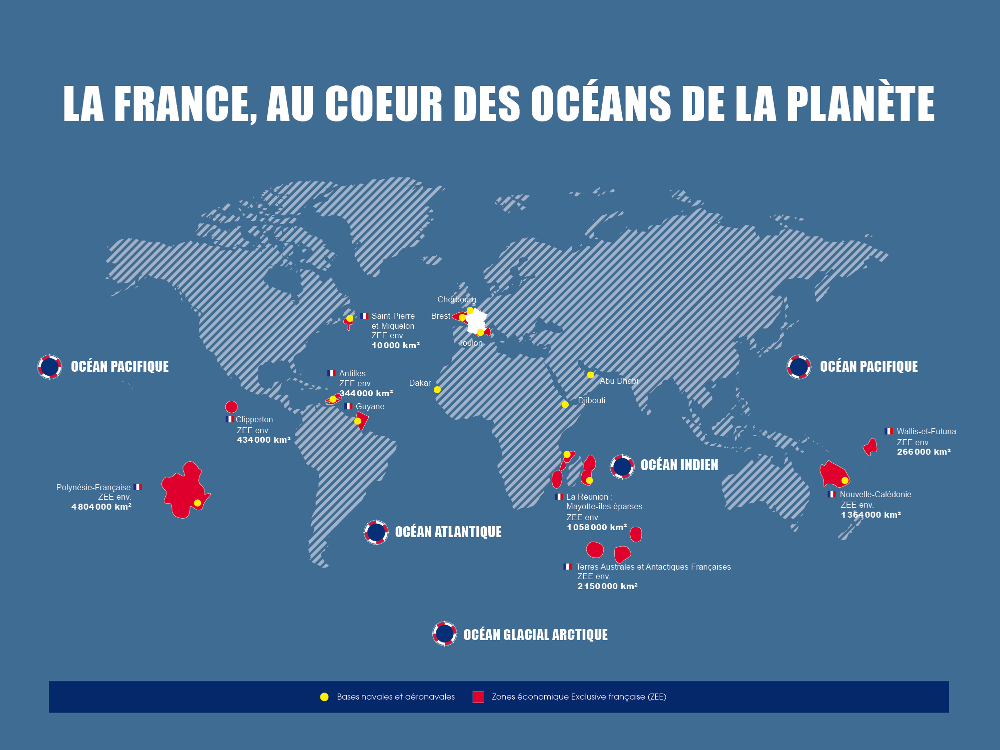 LA FRANCE, AU COEUR DES OCÉANS DE LA PLANÈTE
Cherbourg
Brest
Toulon
Saint-Pierre-
et-Miquelon
ZEE env.
10 000 km²
OCÉAN PACIFIQUE
OCÉAN PACIFIQUE
Antilles
ZEE env.
344 000 km²
Guyane
Dakar
Abu Dhabi
Djibouti
Clipperton
ZEE env.
434 000 km²
Wallis-et-Futuna
ZEE env.
266 000 km²
OCÉAN INDIEN
Polynésie-Française
ZEE env.
4 804 000 km²
La Réunion :
Mayotte-îles éparses
ZEE env.
1 058 000 km²
Nouvelle-Calédonie
ZEE env.
1 364 000 km²
OCÉAN ATLANTIQUE
Terres Australes et Antactiques Françaises
ZEE env.
2 150 000 km²
OCÉAN GLACIAL ARCTIQUE
Bases navales et aéronavales
Zones économique Exclusive française (ZEE)